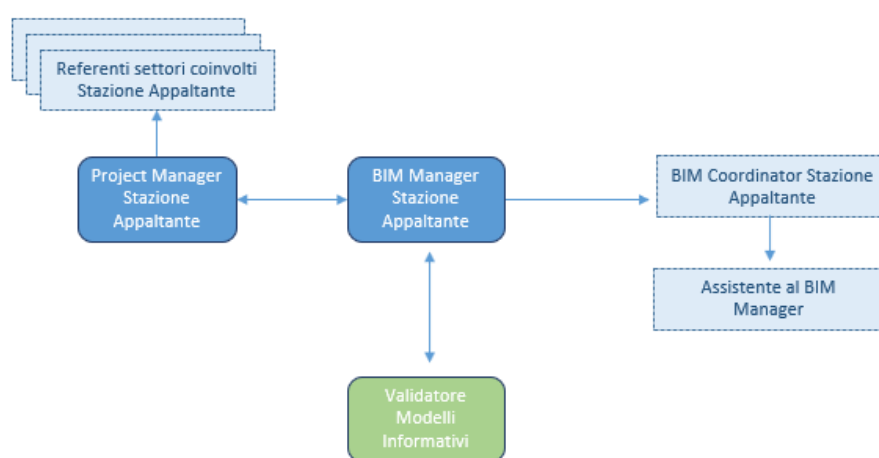 Referenti settori coinvolti
Stazione Appaltante
Project Manager
Stazione
Appaltante
BIM Manager
Stazione
Appaltante
BIM Coordinator Stazione
Appaltante
Assistente al BIM
Manager
Validatore
Modelli
Informativi